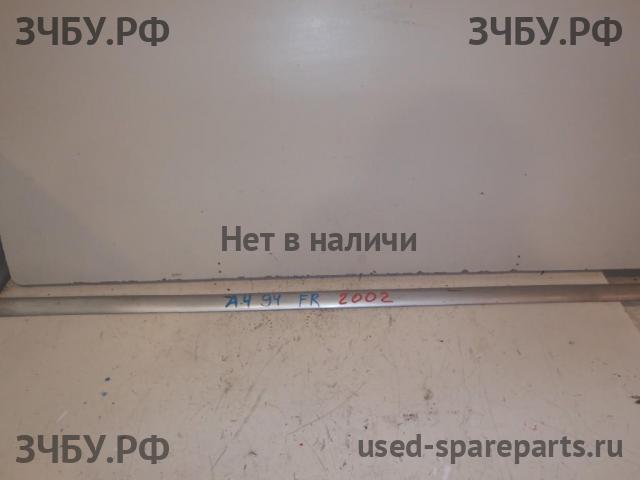 ЗЧБУ.РФ ЗЧБУ.РФ
Нет в наличи
A4 94 FR 2002
ЗЧБУ.РФ used-spareparts.ru